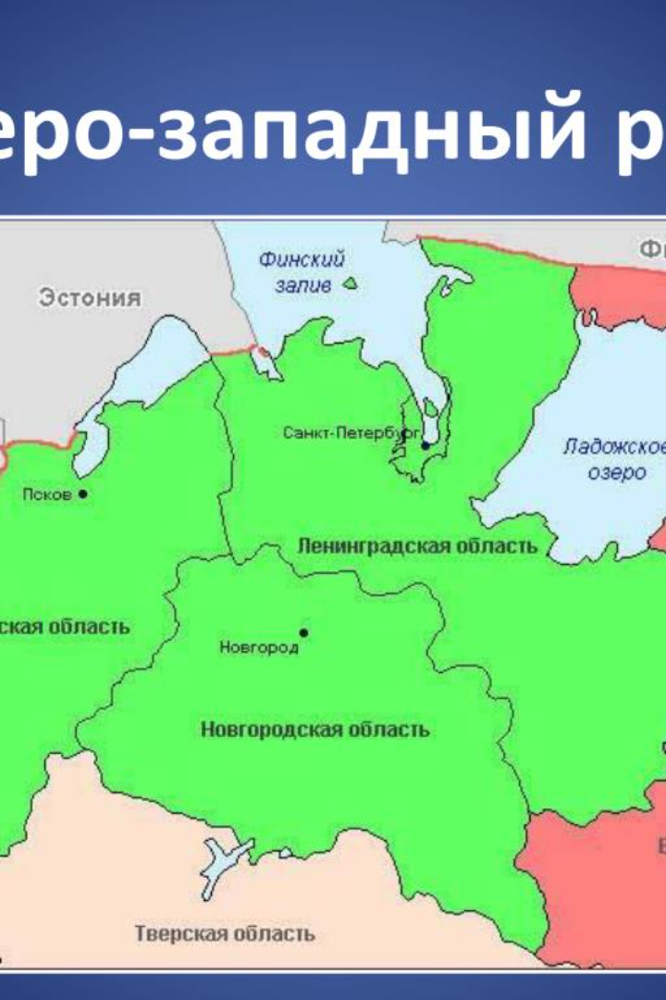 еро-западный р
Финский
залив
Эстония
Санкт-Петербург
Ладожское
озеро
Псков
Ленинградская область
ская область
Новгород
Новгородская область
Тверская область